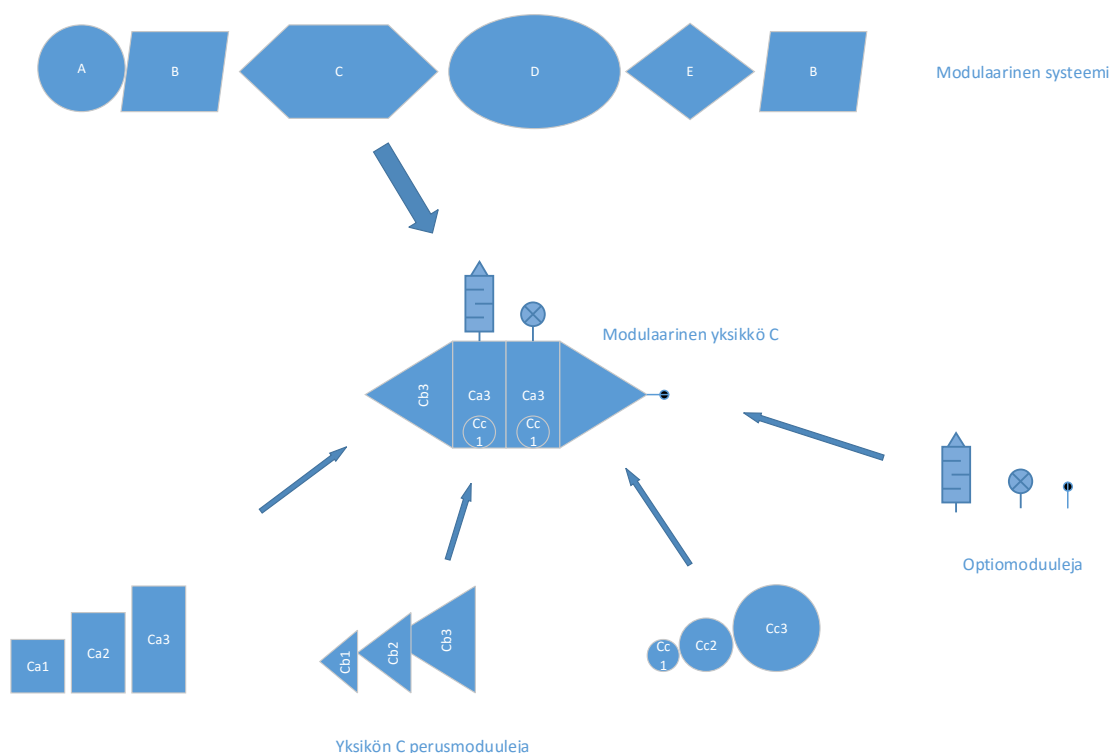 A
B
C
D
E
B
Modulaarinen systeemi
Modulaarinen yksikkö C
Cb3
Ca3
Ca3
Cc
1
Cc
1
Optiomoduuleja
Ca1
Ca2
Ca3
Cb1
Cb2
Cb3
Cc
1
Cc2
Cc3
Yksikön C perusmoduuleja